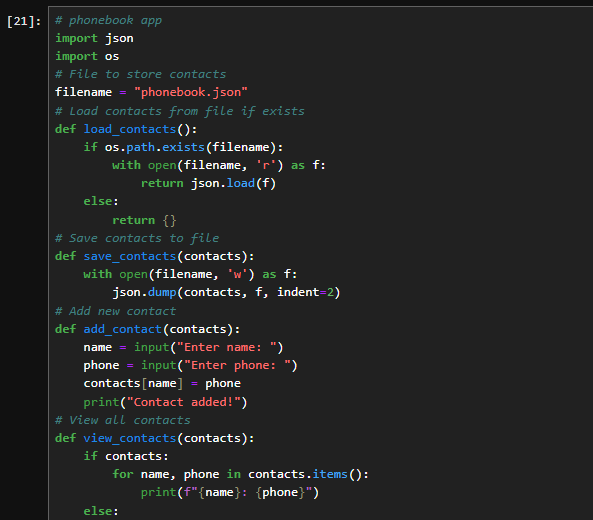 [21]:
# phonebook app
import json
import os
# File to store contacts
filename = "phonebook.json"
# Load contacts from file if exists
def load_contacts():
    if os.path.exists(filename):
        with open(filename, 'r') as f:
            return json.load(f)
    else:
        return {}
# Save contacts to file
def save_contacts(contacts):
    with open(filename, 'w') as f:
        json.dump(contacts, f, indent=2)
# Add new contact
def add_contact(contacts):
    name = input("Enter name: ")
    phone = input("Enter phone: ")
    contacts[name] = phone
    print("Contact added!")
# View all contacts
def view_contacts(contacts):
    if contacts:
        for name, phone in contacts.items():
            print(f"{name}: {phone}")
    else: